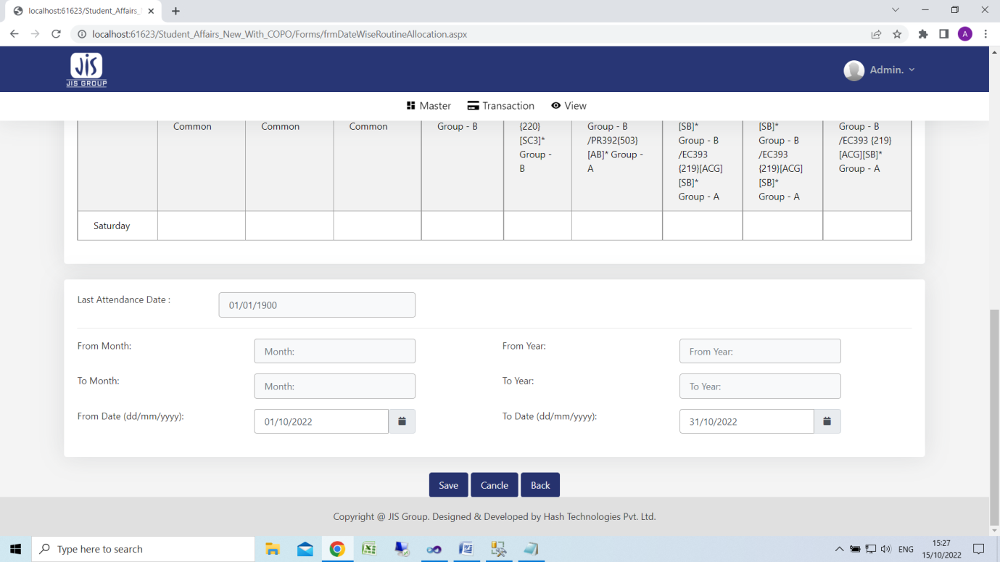 localhost:61623/Student_Affairs_
localhost:61623/Student_Affairs_New_With_COPO/Forms/frmDateWiseRoutineAllocation.aspx
A
JIS
JIS GROUP
Admin.
Master Transaction View
Common Common Common Group - B {220} Group - B [SB]* [SB]* Group - B
[SC3]* /PR392{503} Group - B Group - B /EC393 {219}
Group - [AB]* Group - /EC393 /EC393 [ACG][SB]*
B A {219}[ACG] {219}[ACG] Group - A
[SB]* [SB]*
Group - A Group - A
Saturday
Last Attendance Date : 01/01/1900
From Month: Month: From Year: From Year:
To Month: Month: To Year: To Year:
From Date (dd/mm/yyyy): 01/10/2022 To Date (dd/mm/yyyy): 31/10/2022
Save Cancle Back
Copyright @ JIS Group. Designed & Developed by Hash Technologies Pvt. Ltd.
Type here to search
ENG
15:27
15/10/2022